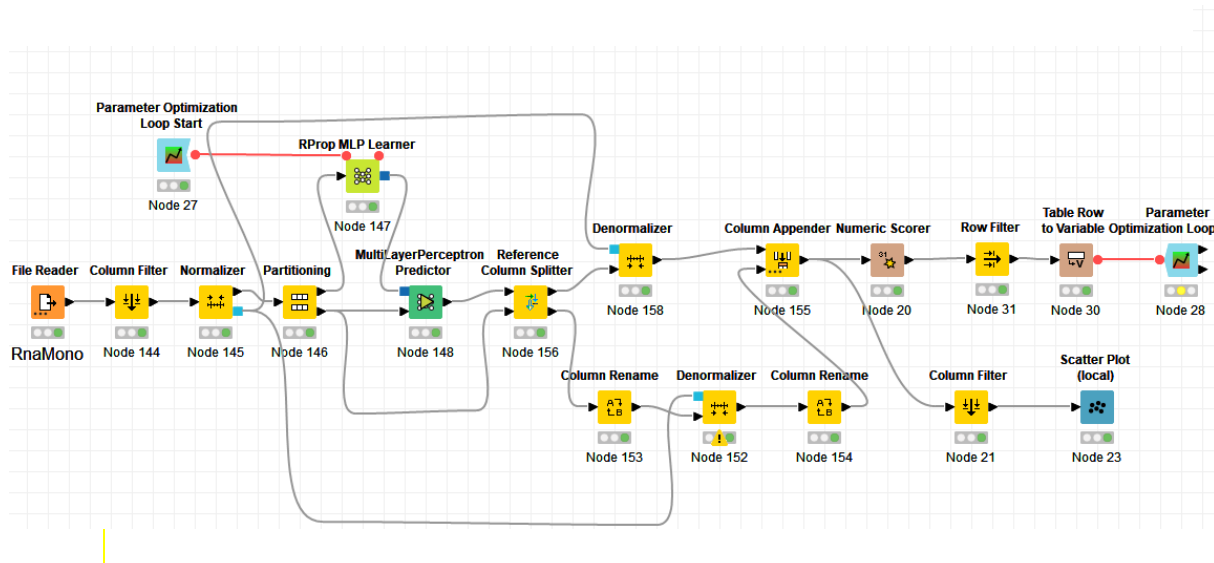 Parameter Optimization
Loop Start
Node 27
RProp MLP Learner
Node 147
File Reader
RnaMono
Column Filter
Node 144
Normalizer
Node 145
Partitioning
Node 146
MultiLayerPerceptron
Predictor
Node 148
Reference
Column Splitter
Node 156
Denormalizer
Node 158
Column Appender
Node 155
Numeric Scorer
Node 20
Row Filter
Node 31
Table Row
to Variable
Node 30
Parameter
Optimization Loop
Node 28
Column Rename
Node 153
Denormalizer
Node 152
Column Rename
Node 154
Column Filter
Node 21
Scatter Plot
(local)
Node 23